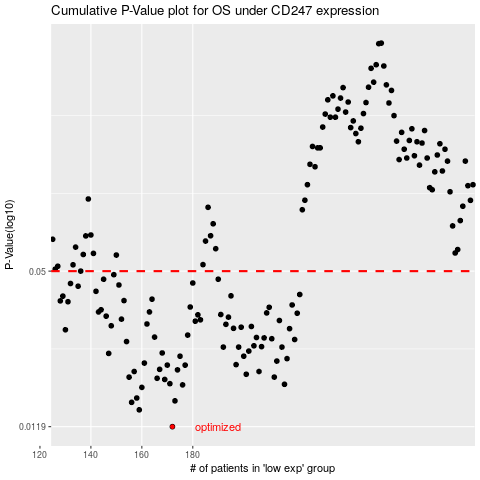 Cumulative P-Value plot for OS under CD247 expression
P-Value(log10)
0.05
0.0119
optimized
120 140 160 180
# of patients in 'low exp' group